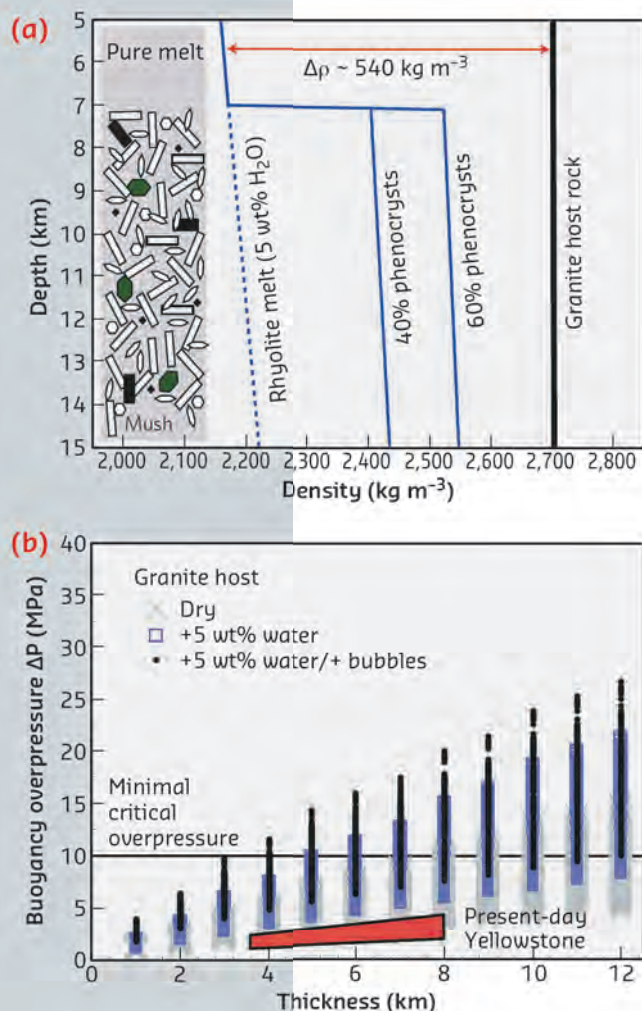 (a)
5
6
7
8
9
10
11
12
13
14
15
Depth (km)
Pure melt
Mush
Δρ ~ 540 kg m⁻³
Rhyolite melt (5 wt% H₂O)
40% phenocrysts
60% phenocrysts
Granite host rock
2,000 2,100 2,200 2,300 2,400 2,500 2,600 2,700 2,800
Density (kg m⁻³)
(b)
40
35
30
25
20
15
10
5
0
Buoyancy overpressure ΔP (MPa)
Granite host
Dry
+5 wt% water
+5 wt% water/+ bubbles
Minimal
critical
overpressure
Present-day
Yellowstone
0 2 4 6 8 10 12
Thickness (km)